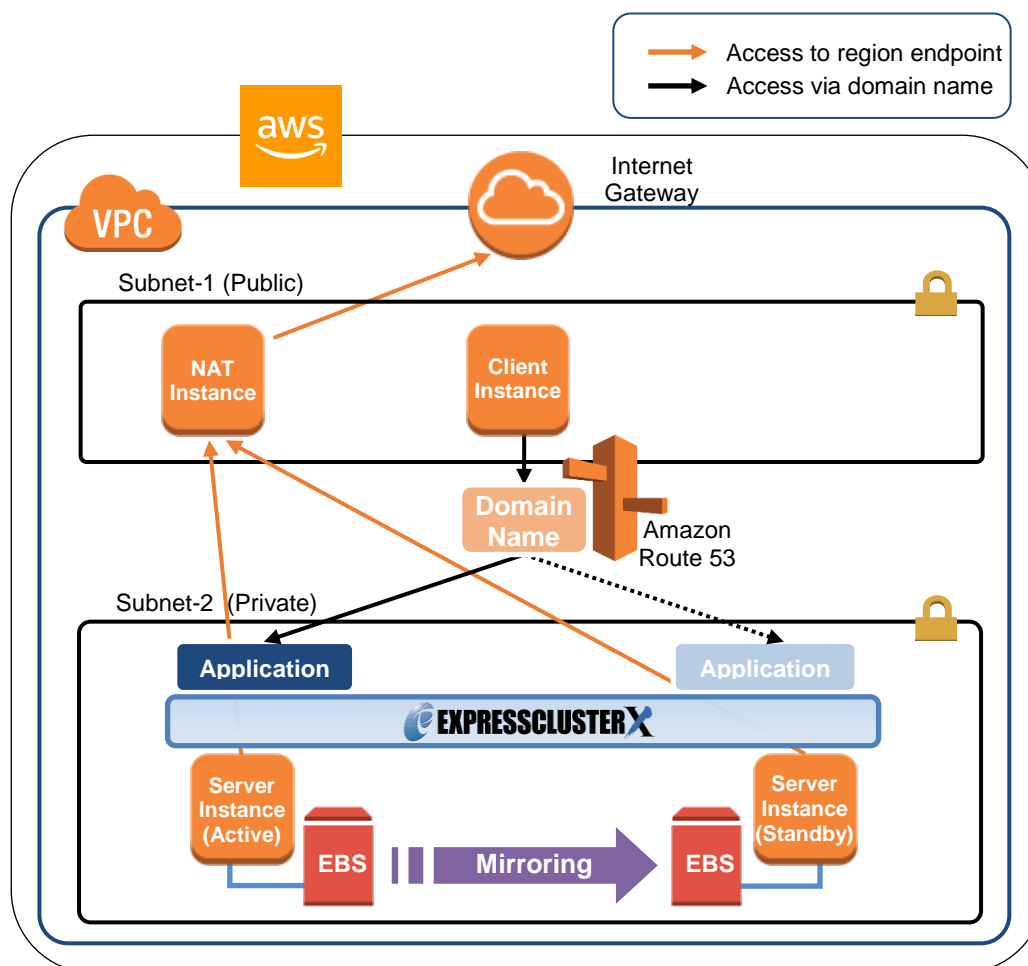 Access to region endpoint
Access via domain name
aws
Internet
Gateway
VPC
Subnet-1 (Public)
NAT
Instance
Client
Instance
Domain
Name
Amazon
Route 53
Subnet-2 (Private)
Application
Application
EXPRESSCLUSTER X
Server
Instance
(Active)
Server
Instance
(Standby)
EBS
Mirroring
EBS